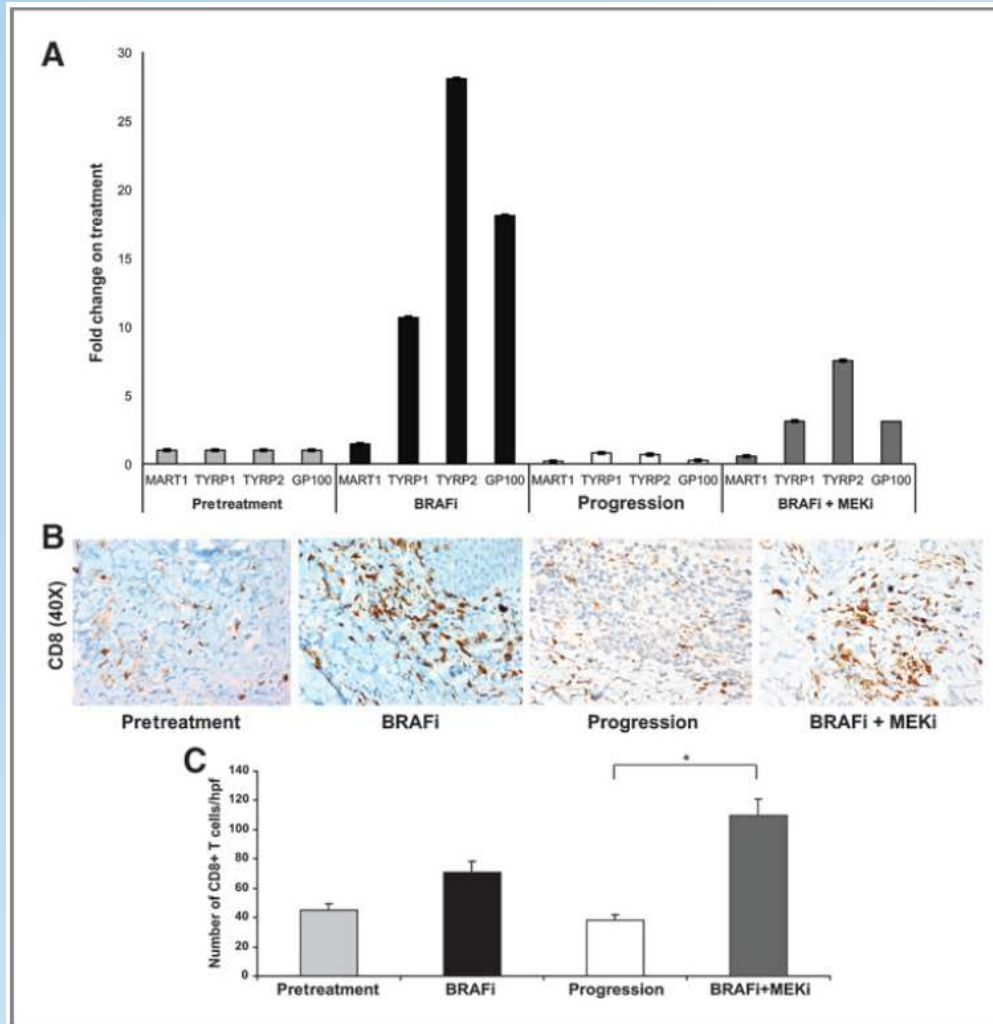 A
30
25
20
15
10
5
0
Fold change on treatment
MART1 TYRP1 TYRP2 GP100 MART1 TYRP1 TYRP2 GP100 MART1 TYRP1 TYRP2 GP100 MART1 TYRP1 TYRP2 GP100
Pretreatment BRAFi Progression BRAFi + MEKi
B
CD8 (40X)
Pretreatment BRAFi Progression BRAFi + MEKi
C
*
140
120
100
80
60
40
20
0
Number of CD8+ T cells/hpf
Pretreatment BRAFi Progression BRAFi+MEKi